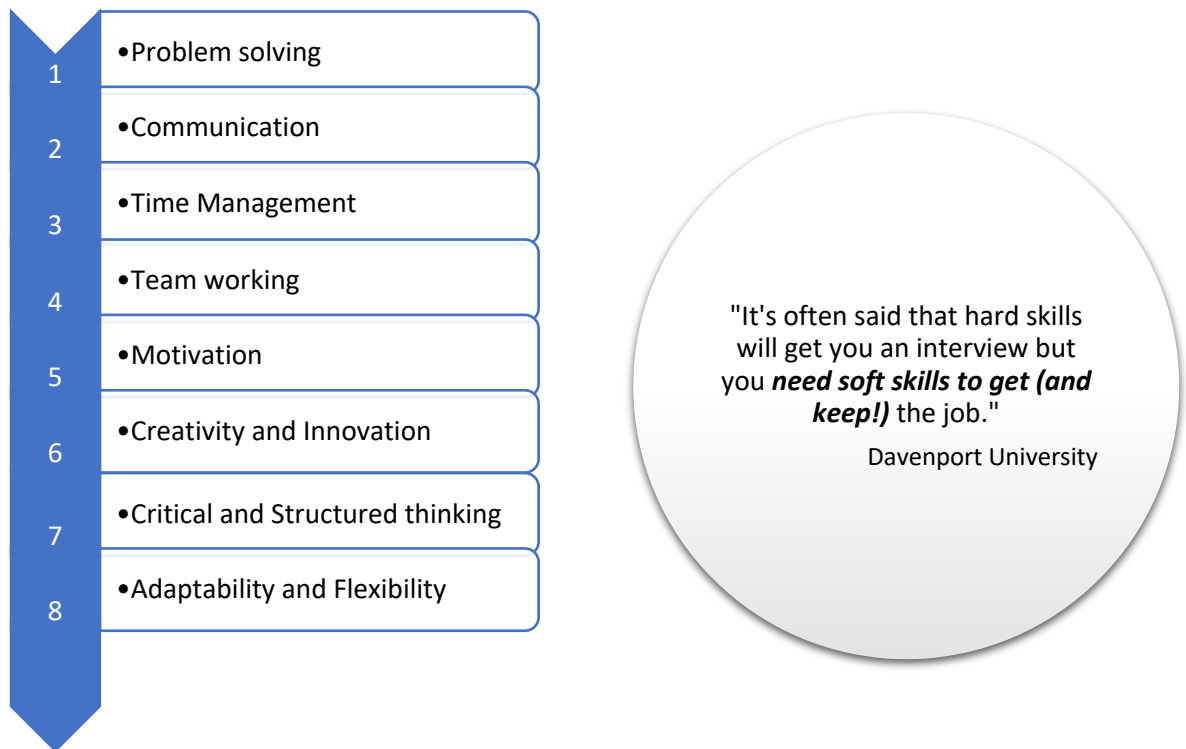 1
•Problem solving
2
•Communication
3
•Time Management
4
•Team working
5
•Motivation
6
•Creativity and Innovation
7
•Critical and Structured thinking
8
•Adaptability and Flexibility
"It's often said that hard skills
will get you an interview but
you need soft skills to get (and
keep!) the job."
Davenport University